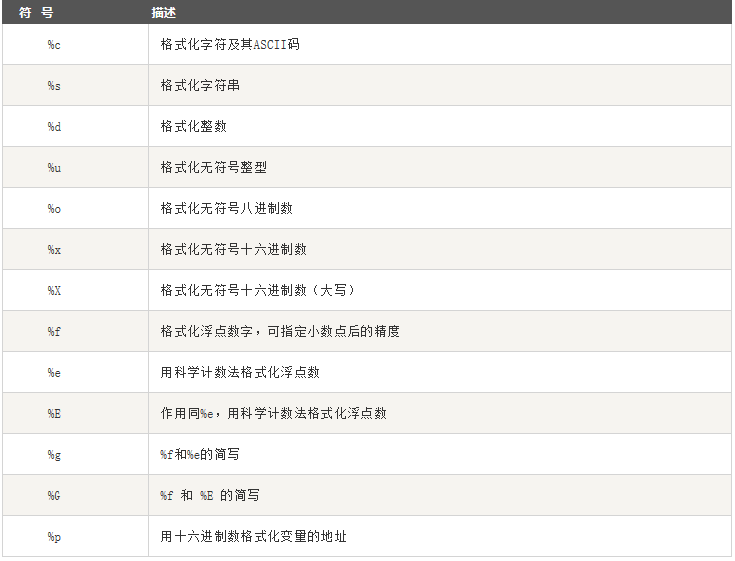 符 号 描述
%c 格式化字符及其ASCII码
%s 格式化字符串
%d 格式化整数
%u 格式化无符号整型
%o 格式化无符号八进制数
%x 格式化无符号十六进制数
%X 格式化无符号十六进制数（大写）
%f 格式化浮点数字，可指定小数点后的精度
%e 用科学计数法格式化浮点数
%E 作用同%e，用科学计数法格式化浮点数
%g %f和%e的简写
%G %f 和 %E 的简写
%p 用十六进制数格式化变量的地址